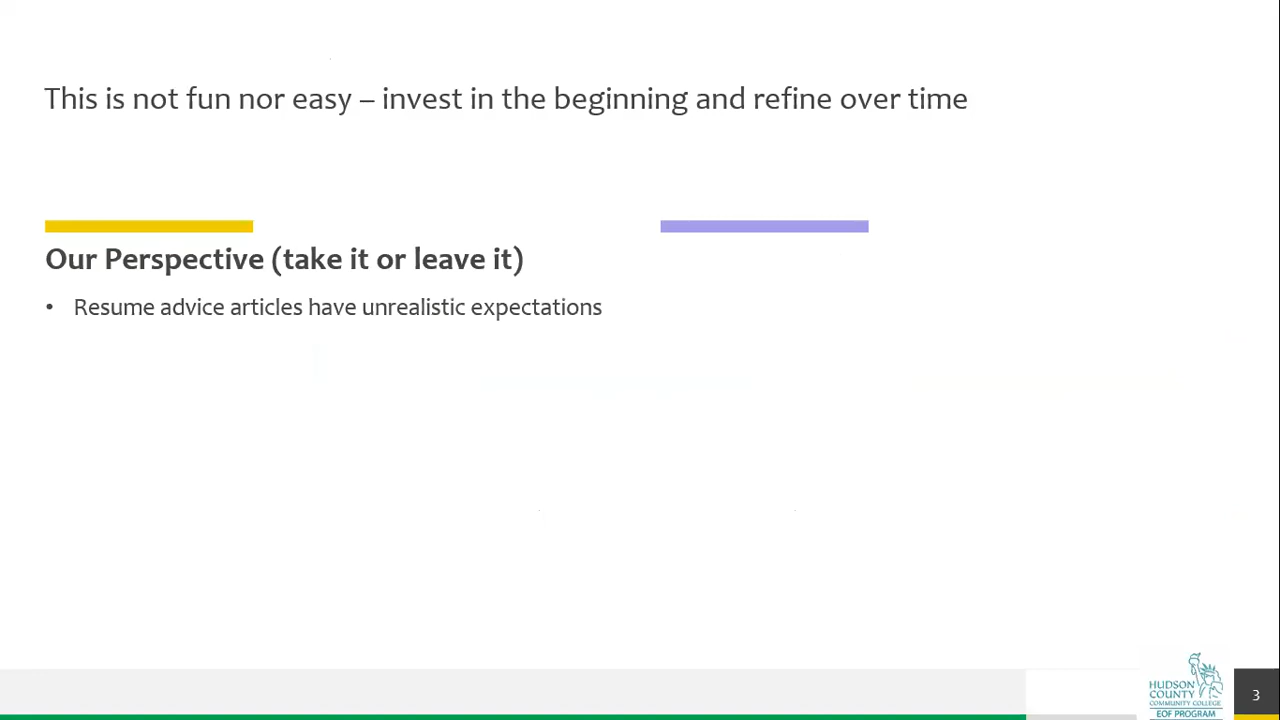 This is not fun nor easy – invest in the beginning and refine over time
Our Perspective (take it or leave it)
• Resume advice articles have unrealistic expectations
HUDSON
COUNTY
COMMUNITY COLLEGE
EOF PROGRAM
3